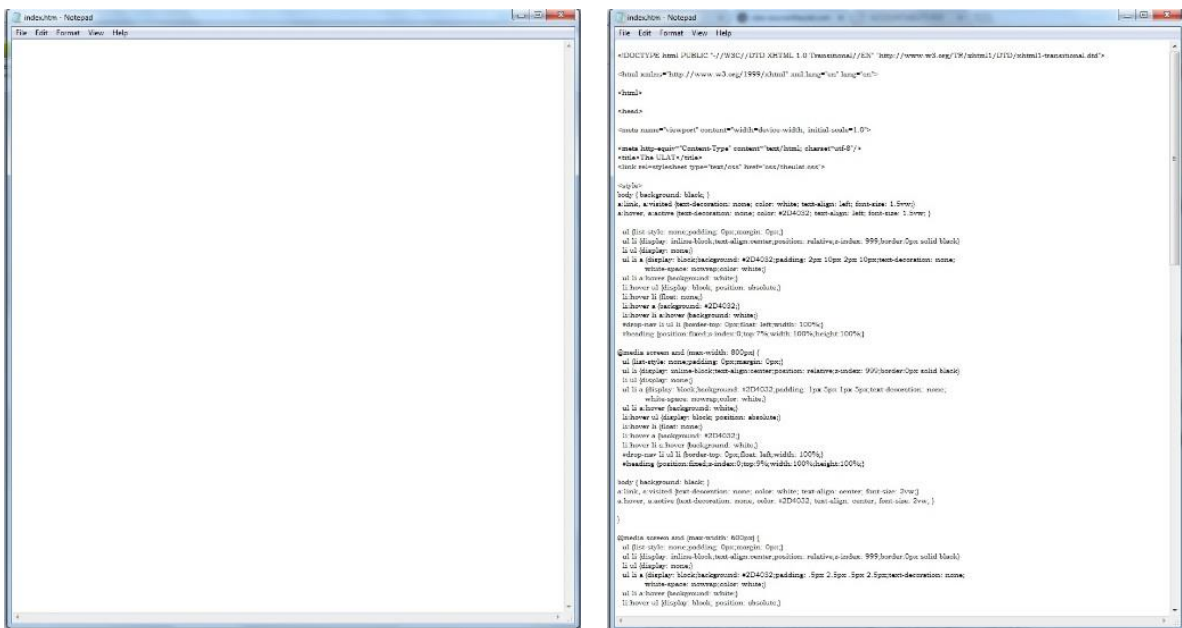 index.htm - Notepad
File Edit Format View Help
index.htm - Notepad
File Edit Format View Help
<!DOCTYPE html PUBLIC "-//W3C//DTD XHTML 1.0 Transitional//EN" "http://www.w3.org/TR/xhtml1/DTD/xhtml1-transitional.dtd">
<html xmlns="http://www.w3.org/1999/xhtml" xml:lang="en" lang="en">
<html>
<head>
<meta name="viewport" content="width=device-width, initial-scale=1.0">
<meta http-equiv="Content-Type" content="text/html; charset=utf-8"/>
<title>The ULAT</title>
<link rel=stylesheet type="text/css" href="css/theulat.css">
<style>
body { background: black; }
a:link, a:visited {text-decoration: none; color: white; text-align: left; font-size: 1.5vw;}
a:hover, a:active {text-decoration: none; color: #2D4032; text-align: left; font-size: 1.5vw; }
ul {list-style: none;padding: 0px;margin: 0px;}
ul li {display: inline-block;text-align:center;position: relative;z-index: 999;border:0px solid black}
li ul {display: none;}
ul li a {display: block;background: #2D4032;padding: 2px 10px 2px 10px;text-decoration: none;
white-space: nowrap;color: white;}
ul li a:hover {background: white;}
li:hover ul {display: block; position: absolute;}
li:hover li {float: none;}
li:hover a {background: #2D4032;}
li:hover li a:hover {background: white;}
#drop-nav li ul li {border-top: 0px;float: left;width: 100%;}
#heading {position:fixed;z-index:0;top:7%;width:100%;height:100%;}
@media screen and (max-width: 800px) {
ul {list-style: none;padding: 0px;margin: 0px;}
ul li {display: inline-block;text-align:center;position: relative;z-index: 999;border:0px solid black}
li ul {display: none;}
ul li a {display: block;background: #2D4032;padding: 1px 5px 1px 5px;text-decoration: none;
white-space: nowrap;color: white;}
ul li a:hover {background: white;}
li:hover ul {display: block; position: absolute;}
li:hover li {float: none;}
li:hover a {background: #2D4032;}
li:hover li a:hover {background: white;}
#drop-nav li ul li {border-top: 0px;float: left;width: 100%;}
#heading {position:fixed;z-index:0;top:9%;width:100%;height:100%;}
body { background: black; }
a:link, a:visited {text-decoration: none; color: white; text-align: center; font-size: 2vw;}
a:hover, a:active {text-decoration: none; color: #2D4032; text-align: center; font-size: 2vw; }
}
@media screen and (max-width: 600px) {
ul {list-style: none;padding: 0px;margin: 0px;}
ul li {display: inline-block;text-align:center;position: relative;z-index: 999;border:0px solid black}
li ul {display: none;}
ul li a {display: block;background: #2D4032;padding: .5px 2.5px .5px 2.5px;text-decoration: none;
white-space: nowrap;color: white;}
ul li a:hover {background: white;}
li:hover ul {display: block; position: absolute;}